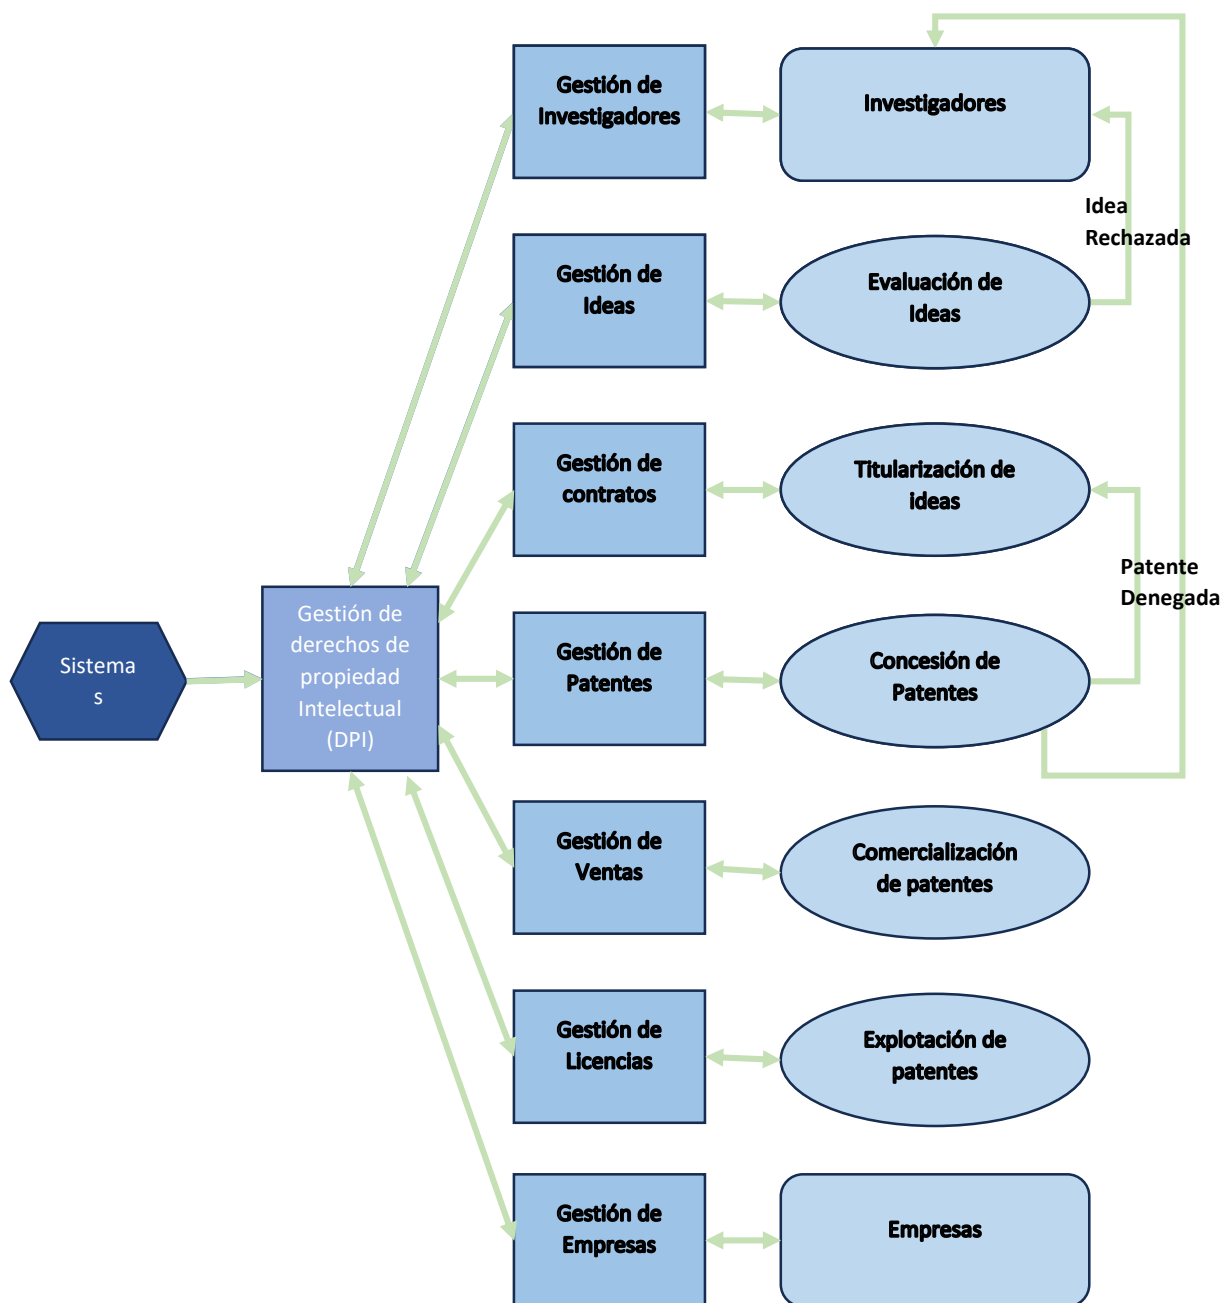 Gestión de
Investigadores
Investigadores
Idea
Rechazada
Gestión de
Ideas
Evaluación de
Ideas
Gestión de
contratos
Titularización de
ideas
Patente
Denegada
Sistema
s
Gestión de
derechos de
propiedad
Intelectual
(DPI)
Gestión de
Patentes
Concesión de
Patentes
Gestión de
Ventas
Comercialización
de patentes
Gestión de
Licencias
Explotación de
patentes
Gestión de
Empresas
Empresas